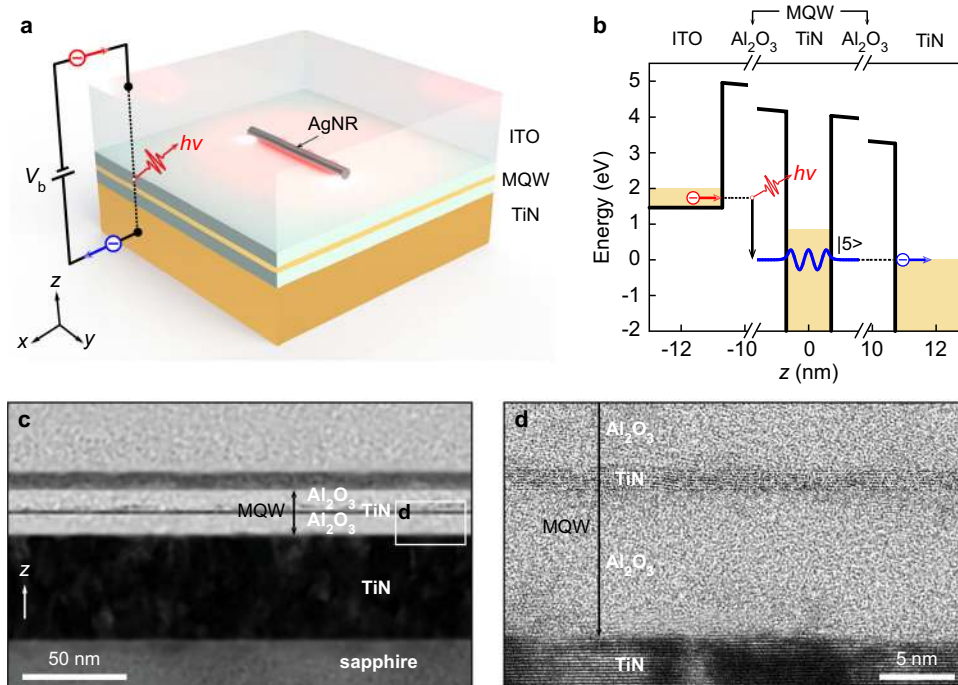 a
V_b
hν
AgNR
ITO
MQW
TiN
z
x
y
b
MQW
ITO Al₂O₃ TiN Al₂O₃ TiN
Energy (eV)
5
4
3
2
1
0
-1
-2
hν
|5>
-12 -10 0 10 12
z (nm)
c
Al₂O₃
MQW TiN
Al₂O₃
d
z
TiN
50 nm
sapphire
d
Al₂O₃
TiN
MQW
Al₂O₃
TiN
5 nm